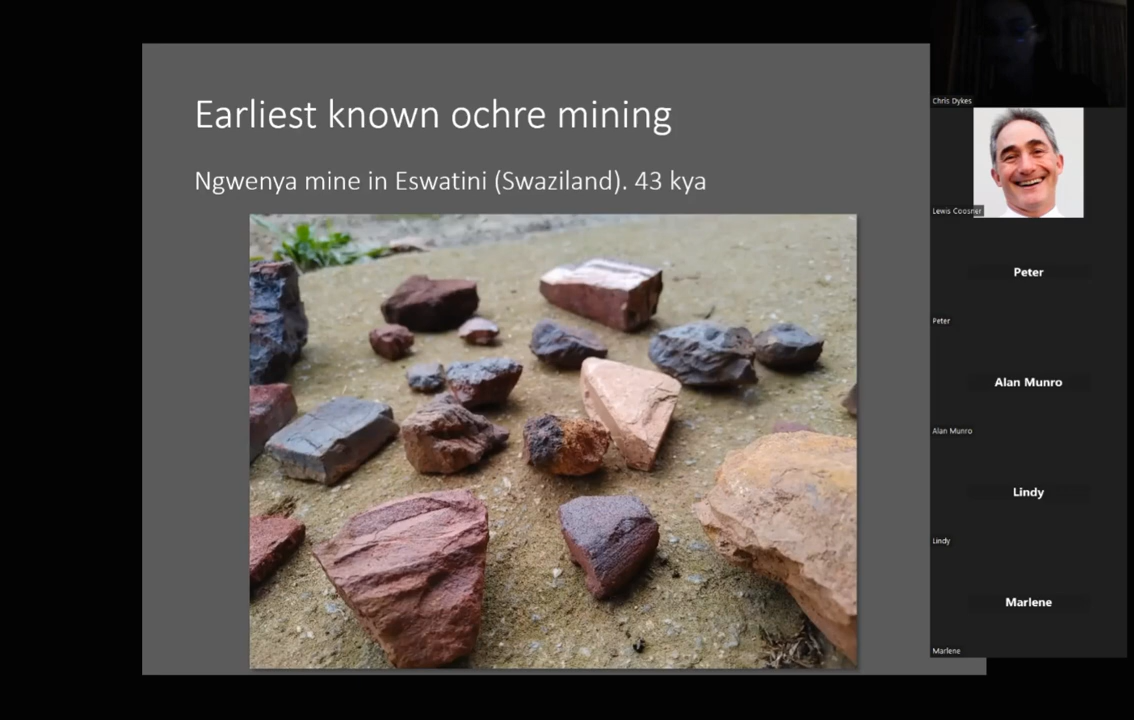 Earliest known ochre mining
Ngwenya mine in Eswatini (Swaziland). 43 kya
Chris Dykes
Lewis Coosner
Peter
Peter
Alan Munro
Alan Munro
Lindy
Lindy
Marlene
Marlene